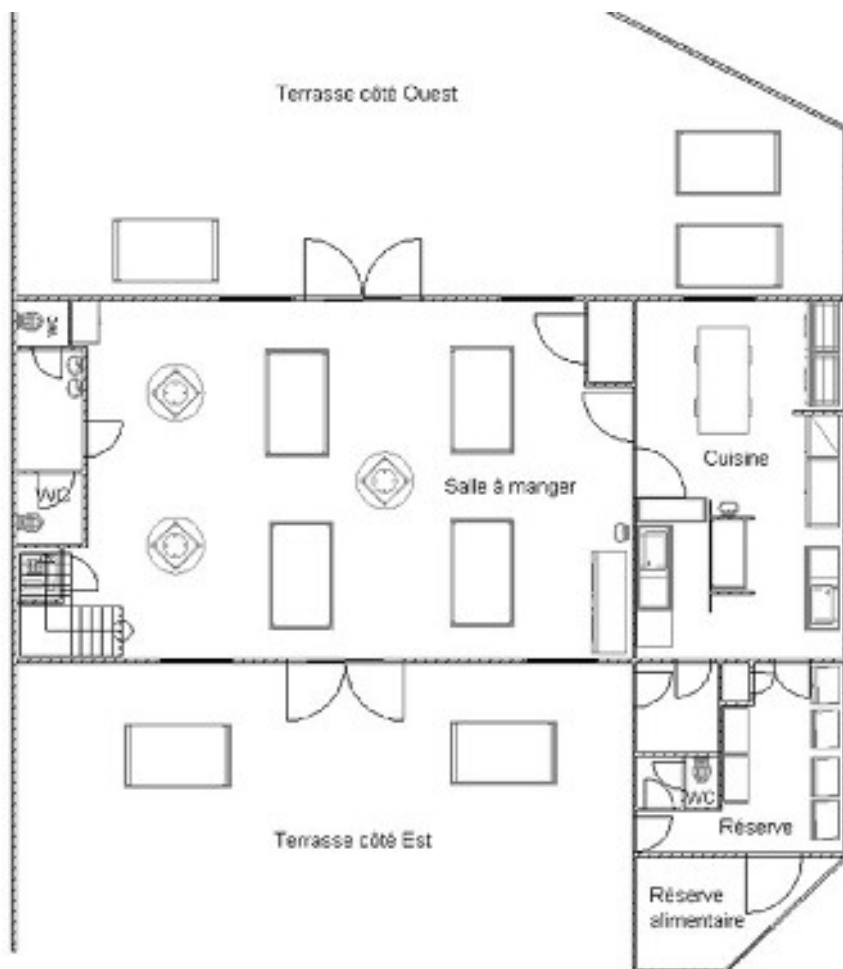 Terrasse côté Ouest
WC
WC
Salle à manger
Cuisine
Terrasse côté Est
WC
Réserve
Réserve
alimentaire